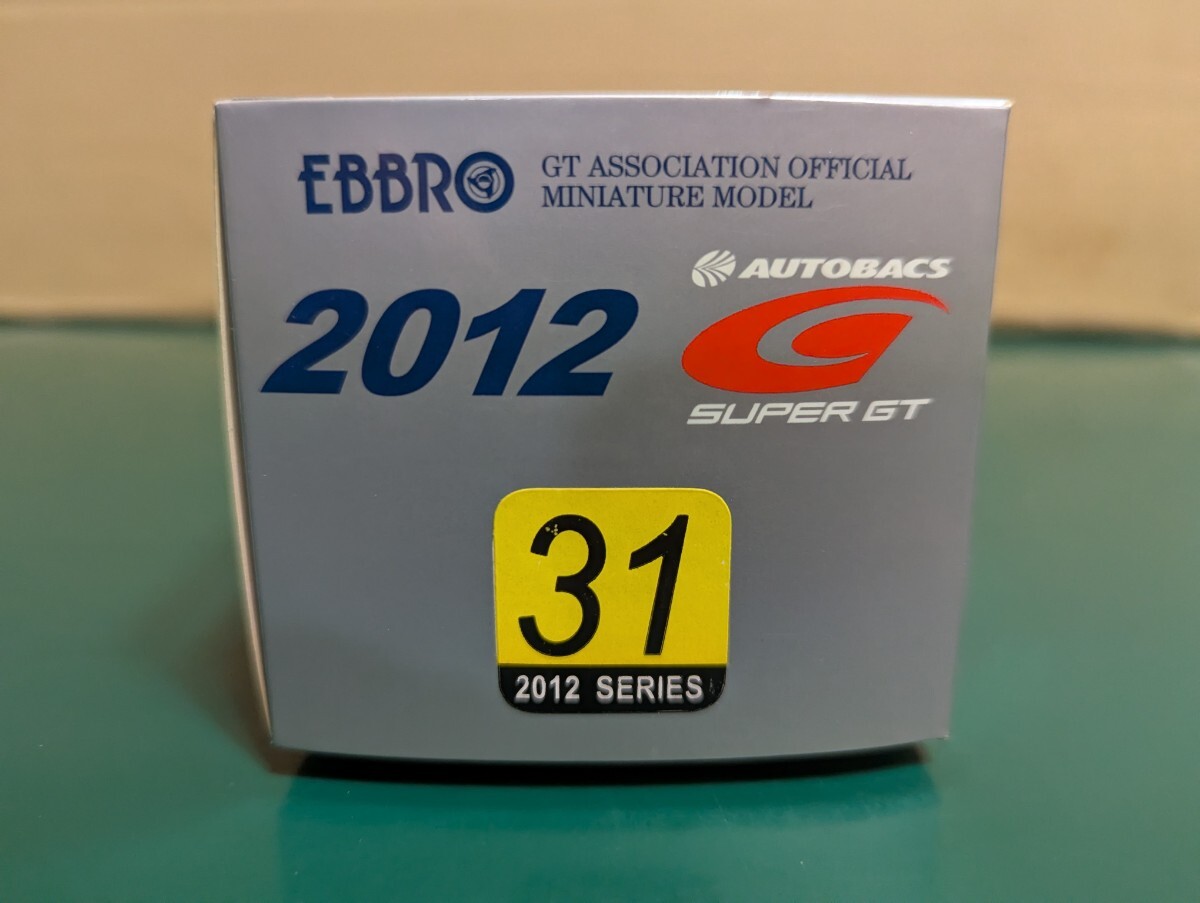 EBBRO
GT ASSOCIATION OFFICIAL
MINIATURE MODEL
AUTOBACS
2012
SUPER GT
31
2012 SERIES